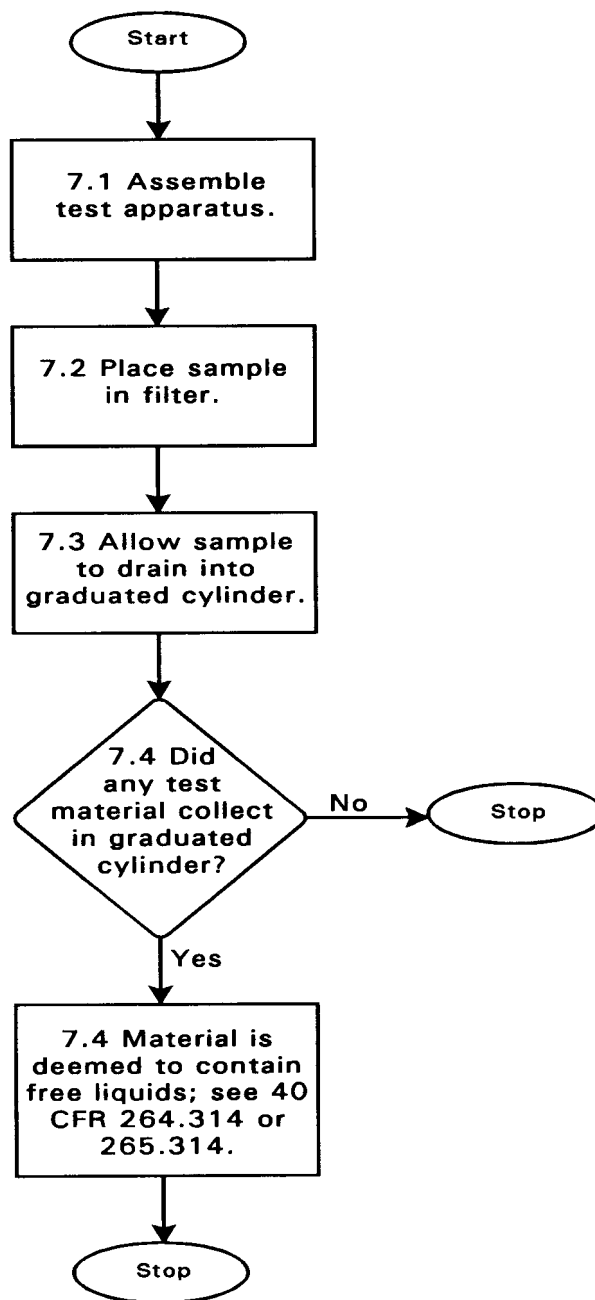 Start
7.1 Assemble
test apparatus.
7.2 Place sample
in filter.
7.3 Allow sample
to drain into
graduated cylinder.
7.4 Did
any test
material collect
in graduated
cylinder?
No
Stop
Yes
7.4 Material is
deemed to contain
free liquids; see 40
CFR 264.314 or
265.314.
Stop